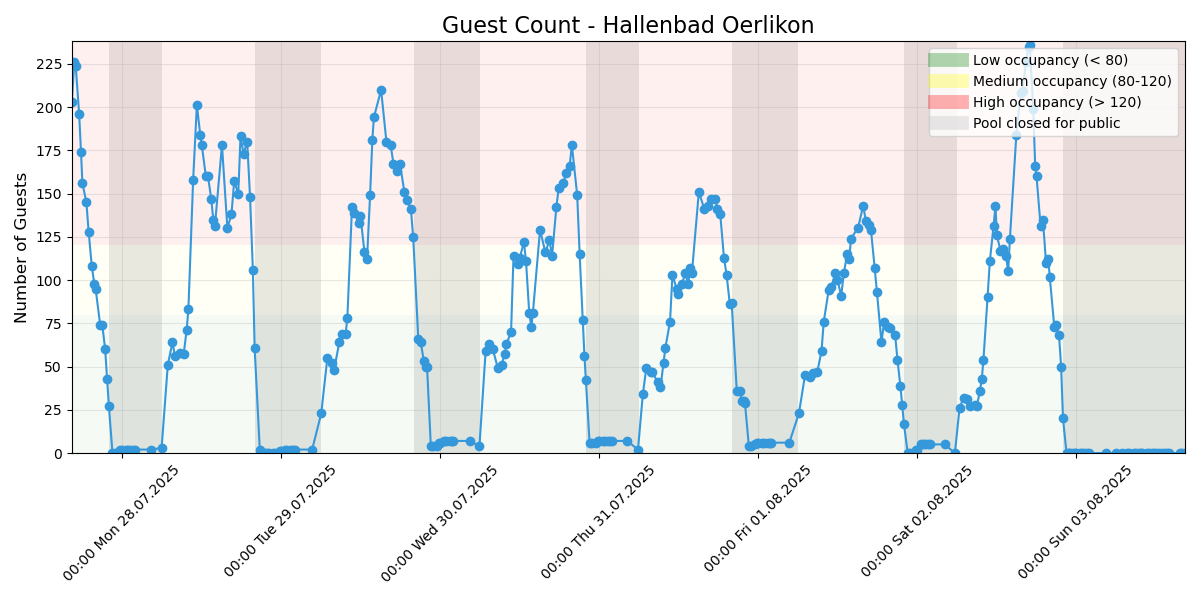 Guest Count - Hallenbad Oerlikon
Number of Guests
225
200
175
150
125
100
75
50
25
0
Low occupancy (< 80)
Medium occupancy (80-120)
High occupancy (> 120)
Pool closed for public
00:00 Mon 28.07.2025
00:00 Tue 29.07.2025
00:00 Wed 30.07.2025
00:00 Thu 31.07.2025
00:00 Fri 01.08.2025
00:00 Sat 02.08.2025
00:00 Sun 03.08.2025